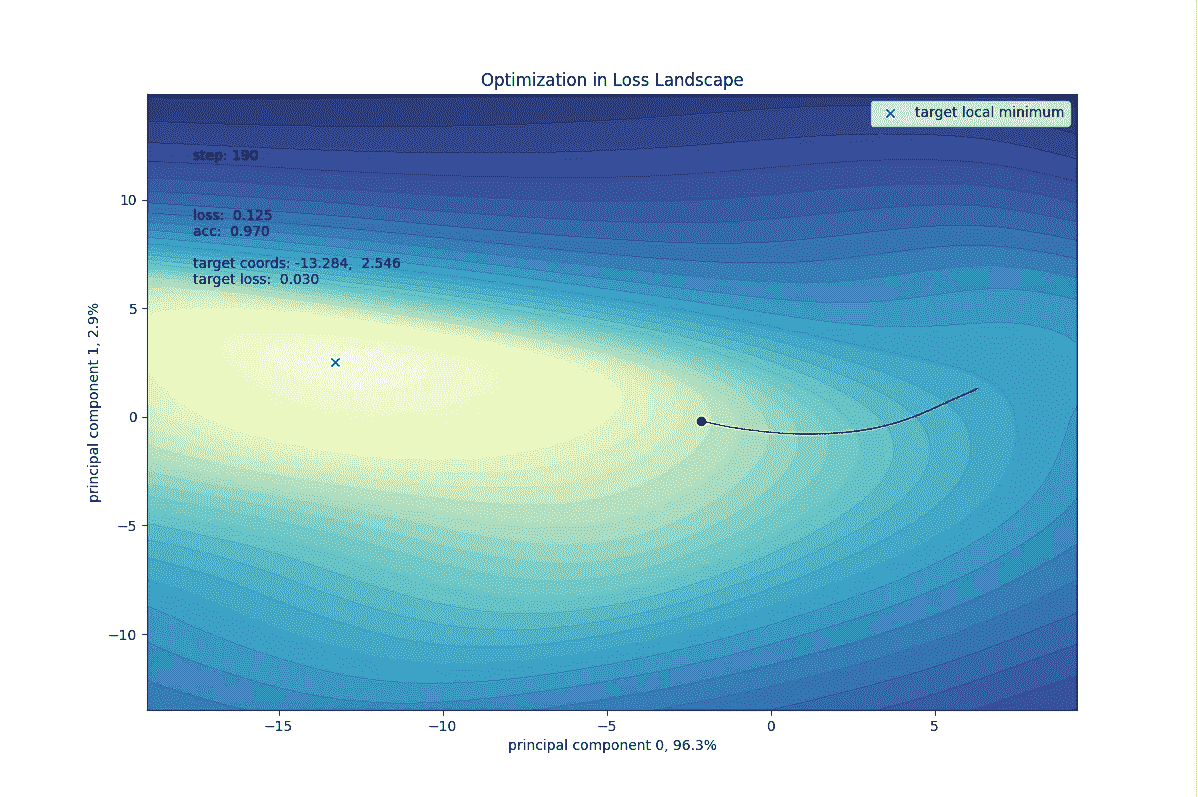 Optimization in Loss Landscape
target local minimum
step: 190
loss:  0.125
acc:  0.970
target coords: -13.284,  2.546
target loss:  0.030
10
5
0
−5
−10
principal component 1, 2.9%
−15
−10
−5
0
5
principal component 0, 96.3%